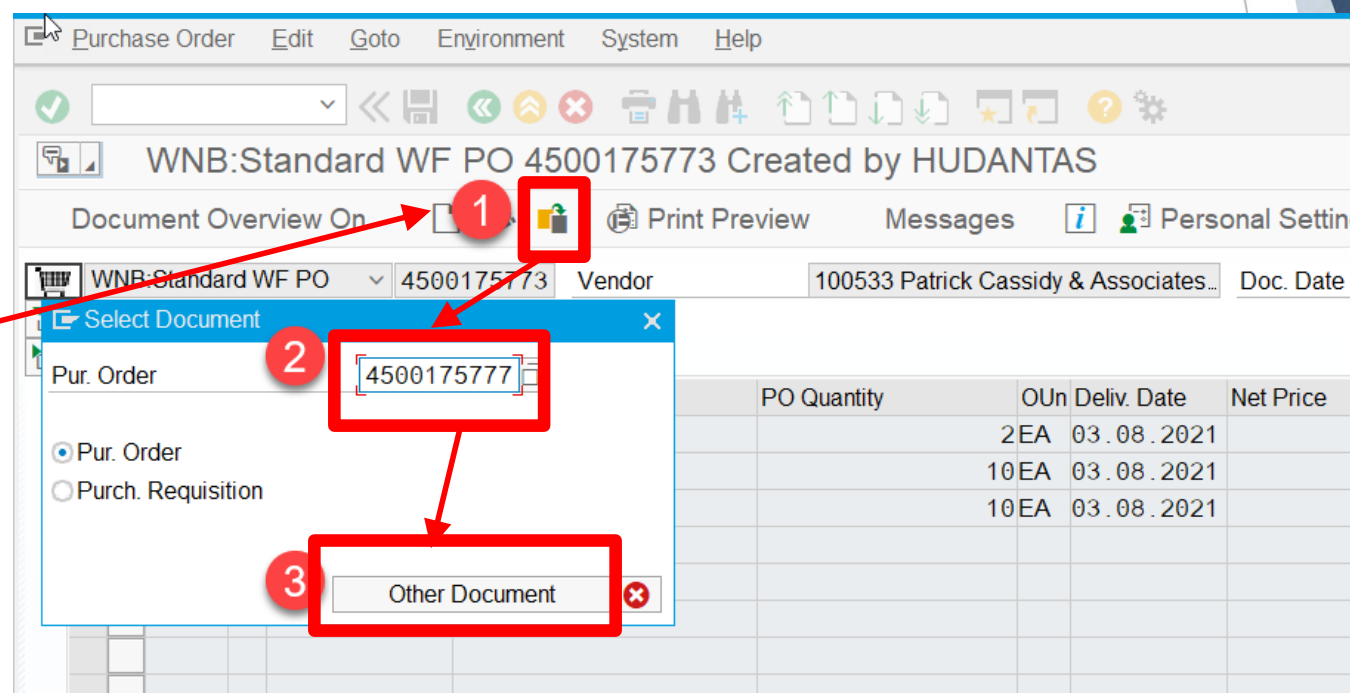 Purchase Order Edit Goto Environment System Help
WNB:Standard WF PO 4500175773 Created by HUDANTAS
Document Overview On 1 Print Preview Messages i Personal Settin
WNB:Standard WF PO 4500175773 Vendor 100533 Patrick Cassidy & Associates... Doc. Date
Select Document
2
Pur. Order 4500175777
PO Quantity OUn Deliv. Date Net Price
2 EA 03.08.2021
Pur. Order
10 EA 03.08.2021
Purch. Requisition
10 EA 03.08.2021
3
Other Document